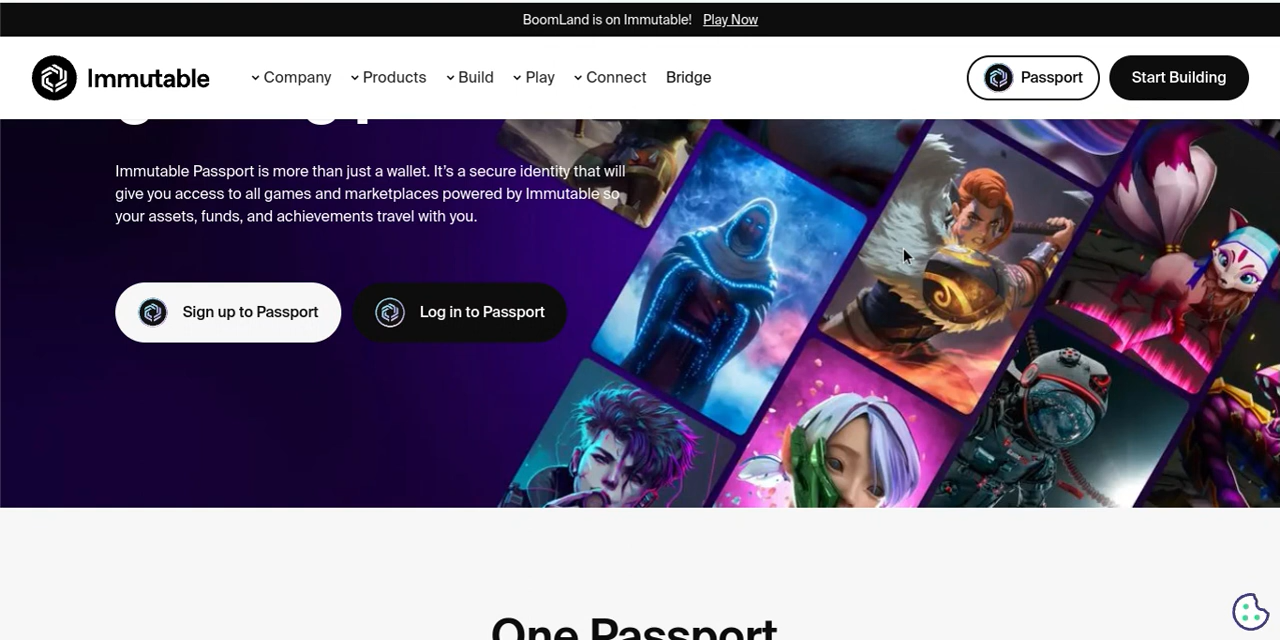 BoomLand is on Immutable! Play Now
Immutable
Company
Products
Build
Play
Connect
Bridge
Passport
Start Building
Immutable Passport is more than just a wallet. It's a secure identity that will
give you access to all games and marketplaces powered by Immutable so
your assets, funds, and achievements travel with you.
Sign up to Passport
Log in to Passport
One Passport